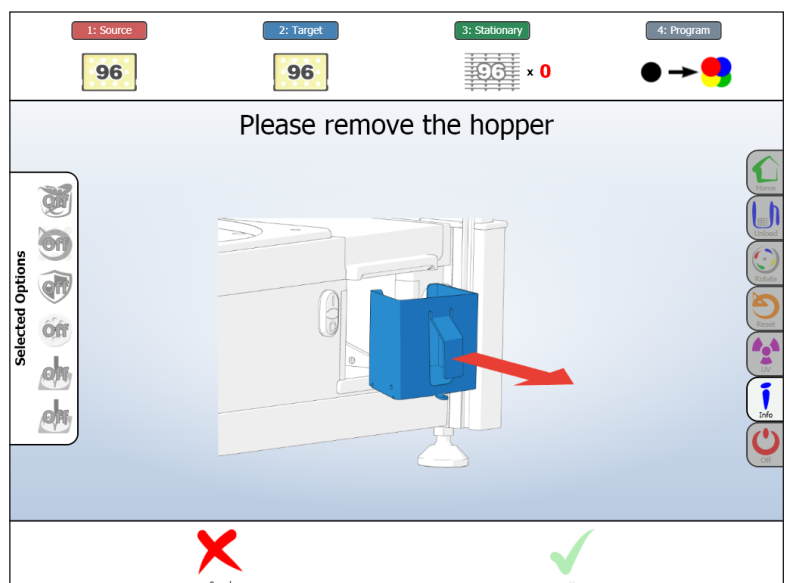 1: Source
2: Target
3: Stationary
4: Program
96
96
96 x 0
Please remove the hopper
Selected Options
Off
Off
Off
Off
Off
Off
Home
Unload
Rotate
Reset
UV
Info
Off